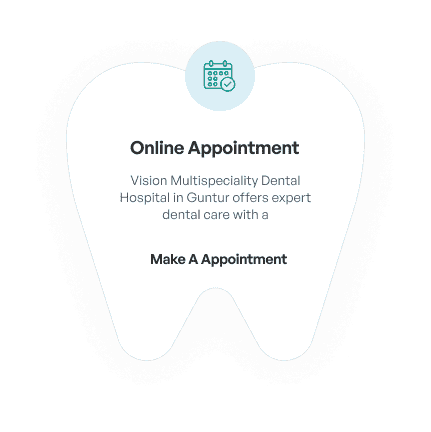 Online Appointment
Vision Multispeciality Dental
Hospital in Guntur offers expert
dental care with a
Make A Appointment